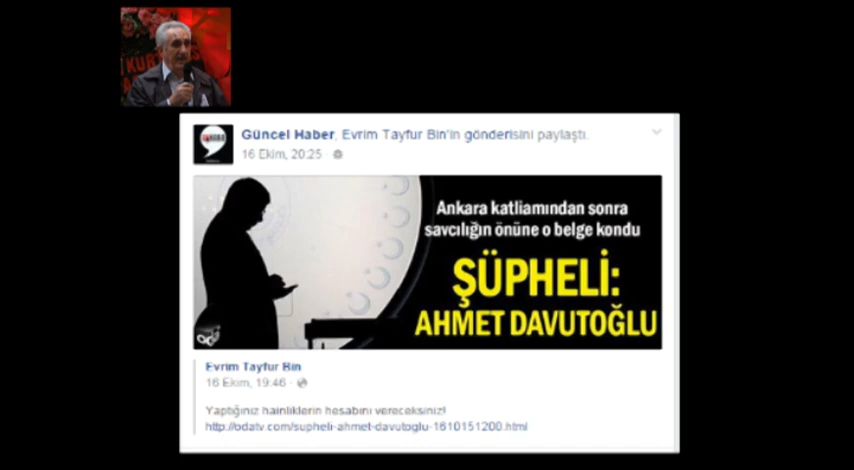 Güncel Haber, Evrim Tayfur Bin'in gönderisini paylaştı.
16 Ekim, 20:25
Ankara katliamından sonra
savcılığın önüne o belge kondu
ŞÜPHELİ:
AHMET DAVUTOĞLU
Evrim Tayfur Bin
16 Ekim, 19:46
Yaptığınız hainliklerin hesabını vereceksiniz!
http://odatv.com/supheli-ahmet-davutoglu-1610151200.html